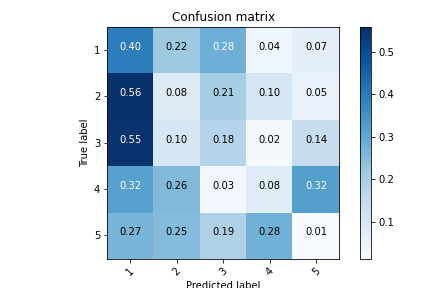 Confusion matrix
1 0.40 0.22 0.28 0.04 0.07
2 0.56 0.08 0.21 0.10 0.05
3 0.55 0.10 0.18 0.02 0.14
4 0.32 0.26 0.03 0.08 0.32
5 0.27 0.25 0.19 0.28 0.01
1 2 3 4 5
True label
Predicted label
0.5
0.4
0.3
0.2
0.1